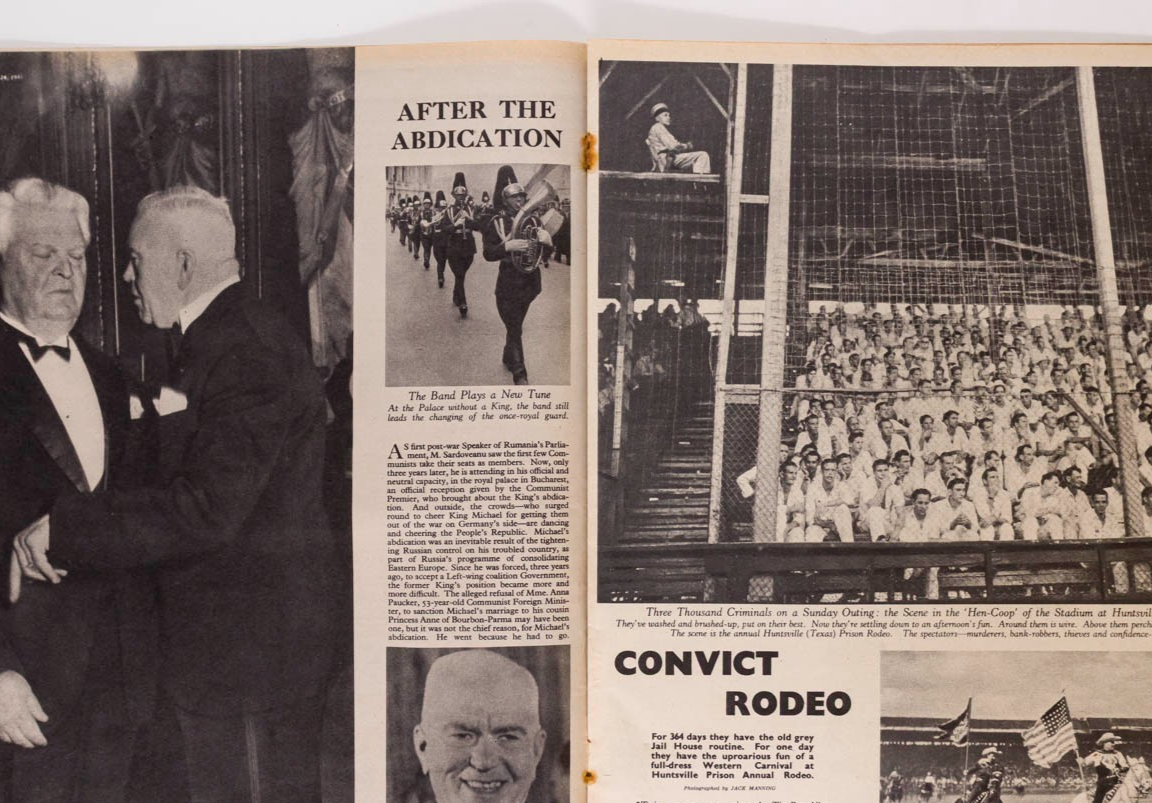 AFTER THE
ABDICATION
The Band Plays a New Tune
At the Palace without a King, the band still
leads the changing of the once-royal guard.
AS first post-war Speaker of Rumania's Parlia-
ment, M. Sardoveanu saw the first few Com-
munists take their seats as members. Now, only
three years later, he is attending in his official and
neutral capacity, in the royal palace in Bucharest,
an official reception given by the Communist
Premier, who brought about the King's abdica-
tion. And outside, the crowds—who surged
round to cheer King Michael for getting them
out of the war on Germany's side—are dancing
and cheering the People's Republic. Michael's
abdication was an inevitable result of the tighten-
ing Russian control on his troubled country, as
part of Russia's programme of consolidating
Eastern Europe. Since he was forced, three years
ago, to accept a Left-wing coalition Government,
the former King's position became more and
more difficult. The alleged refusal of Mme. Anna
Paucker, 53-year-old Communist Foreign Minis-
ter, to sanction Michael's marriage to his cousin
Princess Anne of Bourbon-Parma may have been
one, but it was not the chief reason, for Michael's
abdication. He went because he had to go.
Three Thousand Criminals on a Sunday Outing: the Scene in the 'Hen-Coop' of the Stadium at Huntsvil
They've washed and brushed-up, put on their best. Now they're settling down to an afternoon's fun. Around them is wire. Above them perch
The scene is the annual Huntsville (Texas) Prison Rodeo. The spectators—murderers, bank-robbers, thieves and confidence-
CONVICT
RODEO
For 364 days they have the old grey
Jail House routine. For one day
they have the uproarious fun of a
full-dress Western Carnival at
Huntsville Prison Annual Rodeo.
Photographed by JACK MANNING